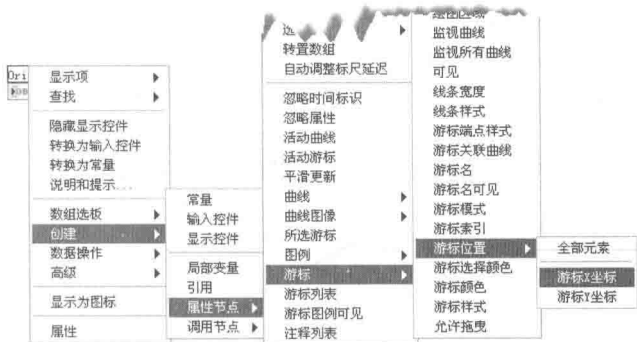 Ori
显示项
查找
隐藏显示控件
转换为输入控件
转换为常量
说明和提示...
数组选板
创建
数据操作
高级
显示为图标
属性
常量
输入控件
显示控件
局部变量
引用
属性节点
调用节点
转置数组
自动调整标尺延迟
忽略时间标识
忽略属性
活动曲线
活动游标
平滑更新
曲线
曲线图像
所选游标
图例
游标
游标列表
游标图例可见
注释列表
绘图区域
监视曲线
监视所有曲线
可见
线条宽度
线条样式
游标端点样式
游标关联曲线
游标名
游标名可见
游标模式
游标索引
游标位置
游标选择颜色
游标颜色
游标样式
允许拖曳
全部元素
游标X坐标
游标Y坐标